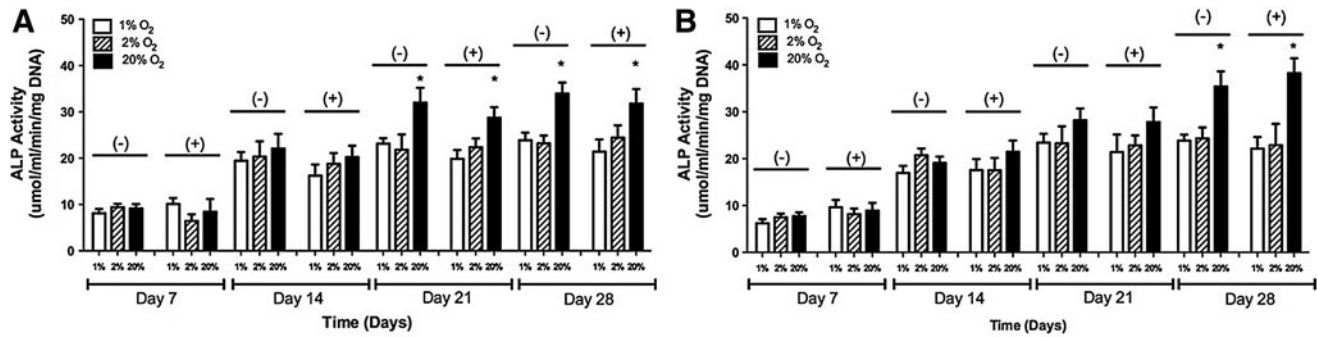 A
ALP Activity
(umol/ml/min/mg DNA)
50
40
30
20
10
0
1% O₂
2% O₂
20% O₂
(-)
(+)
(-)
(+)
(-)
(+)
(-)
(+)
*
*
*
*
1% 2% 20% 1% 2% 20% 1% 2% 20% 1% 2% 20% 1% 2% 20% 1% 2% 20% 1% 2% 20% 1% 2% 20%
Day 7 Day 14 Day 21 Day 28
Time (Days)
B
ALP Activity
(umol/ml/min/mg DNA)
50
40
30
20
10
0
1% O₂
2% O₂
20% O₂
(-)
(+)
(-)
(+)
(-)
(+)
(-)
(+)
*
*
1% 2% 20% 1% 2% 20% 1% 2% 20% 1% 2% 20% 1% 2% 20% 1% 2% 20% 1% 2% 20% 1% 2% 20%
Day 7 Day 14 Day 21 Day 28
Time (Days)